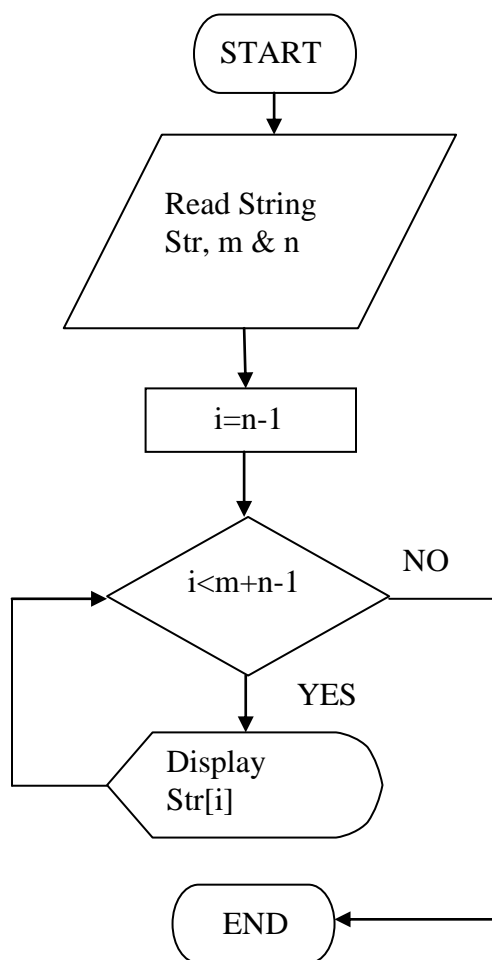 START
Read String
Str, m & n
i=n-1
i<m+n-1
NO
YES
Display
Str[i]
END